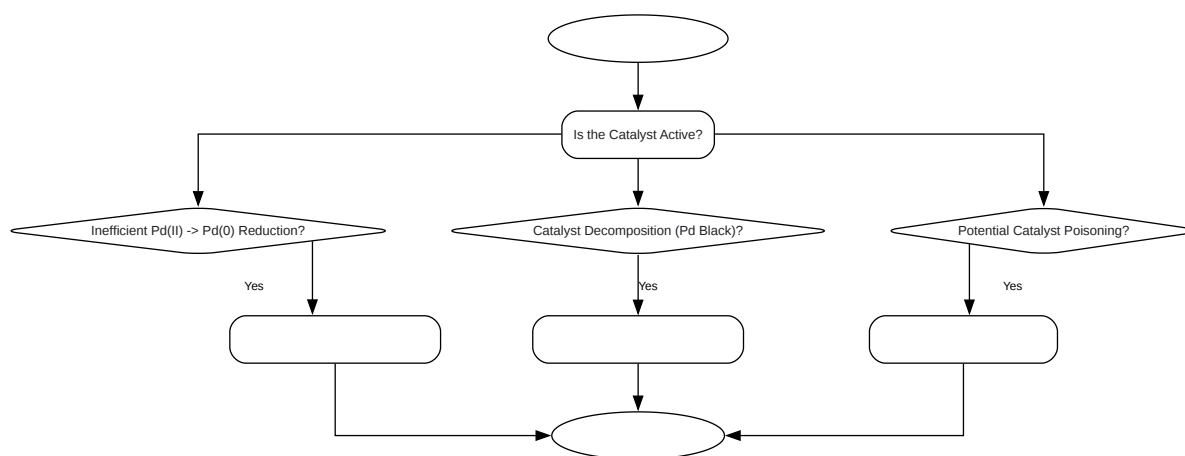 Is the Catalyst Active?
Inefficient Pd(II) -> Pd(0) Reduction?
Catalyst Decomposition (Pd Black)?
Potential Catalyst Poisoning?
Yes
Yes
Yes